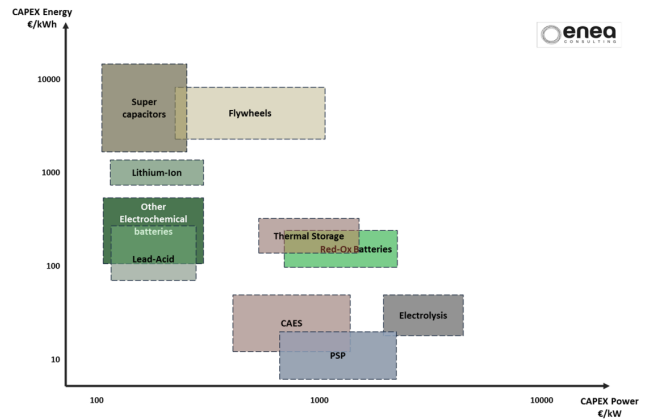 CAPEX Energy
€/kWh
enea
CONSULTING
10000
Super
capacitors
Flywheels
1000
Lithium-Ion
Other
Electrochemical
batteries
Thermal Storage
Red-Ox Batteries
Lead-Acid
100
CAES
Electrolysis
PSP
10
100
1000
10000
CAPEX Power
€/kW